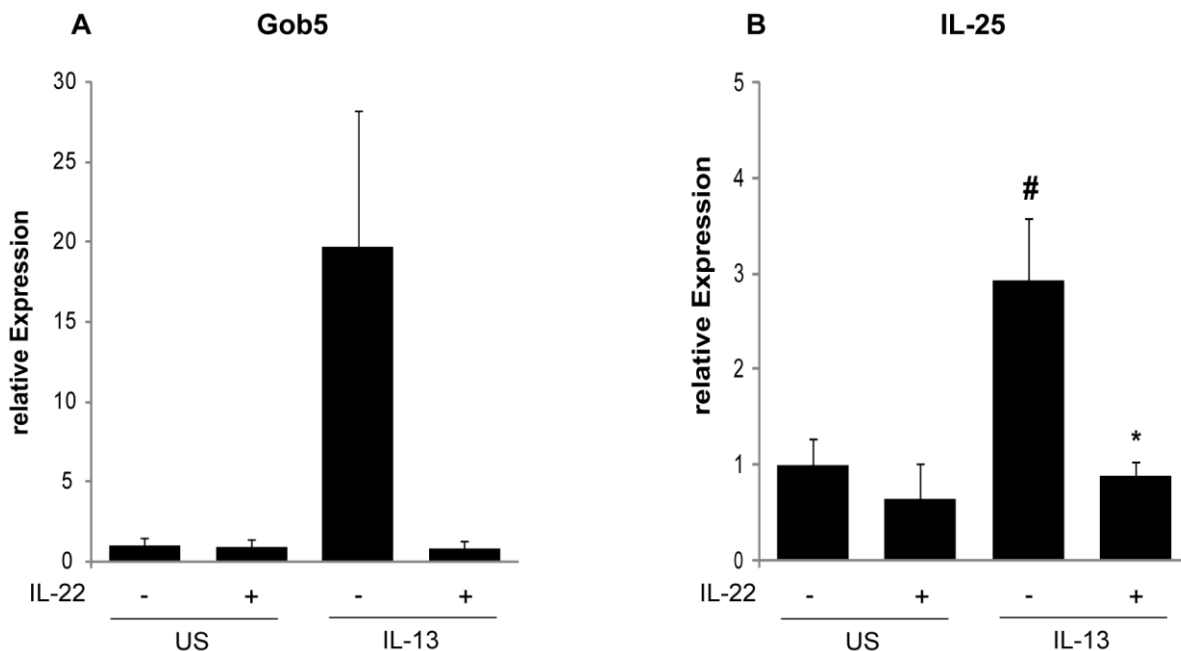 A Gob5
relative Expression
30
25
20
15
10
5
0
IL-22 - + - +
US IL-13
B IL-25
relative Expression
5
4
3
2
1
0
#
*
IL-22 - + - +
US IL-13